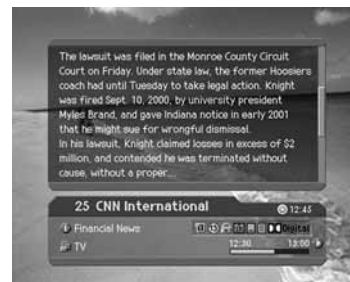 The lawsuit was filed in the Monroe County Circuit
Court on Friday. Under state law, the former Hoosiers
coach had until Tuesday to take legal action. Knight
was fired Sept. 10, 2000, by university president
Myles Brand, and gave Indiana notice in early 2001
that he might sue for wrongful dismissal.
In his lawsuit, Knight claimed losses in excess of $2
million, and contended he was terminated without
cause, without a proper....
25 CNN International 12:45
Financial News Digital
TV 12:30 13:00